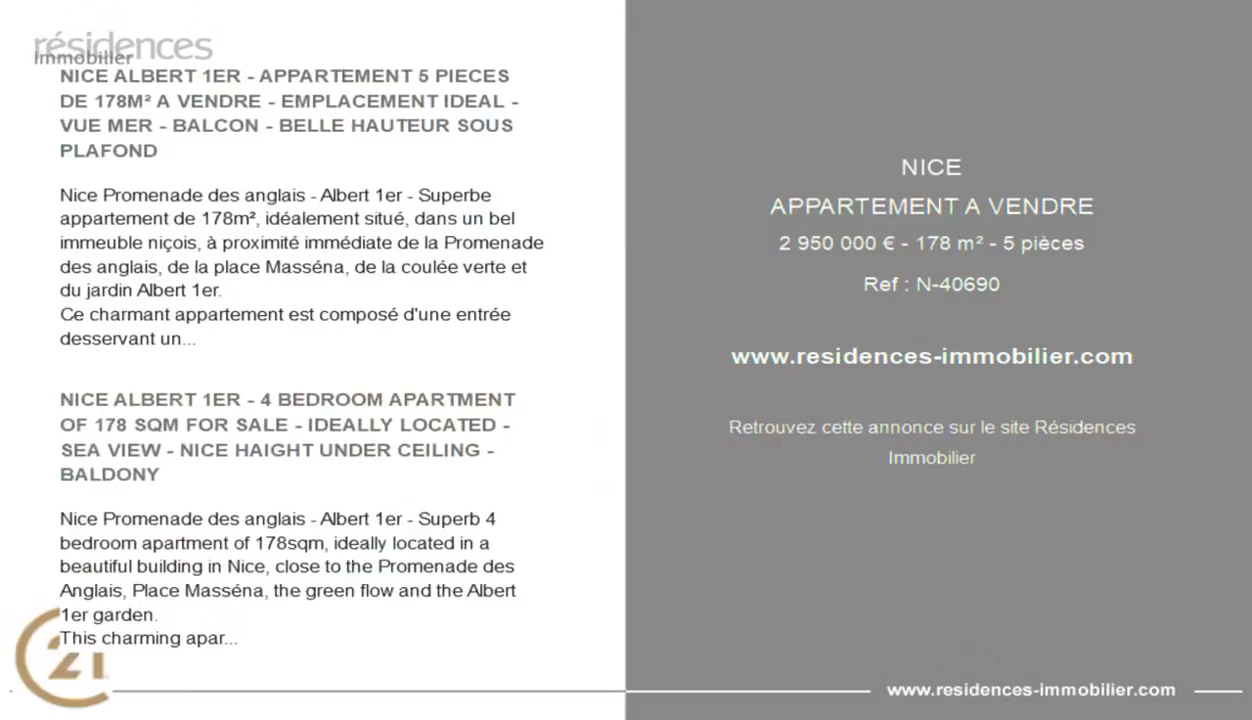 résidences
Immobilier
NICE ALBERT 1ER - APPARTEMENT 5 PIECES
DE 178M² A VENDRE - EMPLACEMENT IDEAL -
VUE MER - BALCON - BELLE HAUTEUR SOUS
PLAFOND
Nice Promenade des anglais - Albert 1er - Superbe
appartement de 178m², idéalement situé, dans un bel
immeuble niçois, à proximité immédiate de la Promenade
des anglais, de la place Masséna, de la coulée verte et
du jardin Albert 1er.
Ce charmant appartement est composé d'une entrée
desservant un...
NICE ALBERT 1ER - 4 BEDROOM APARTMENT
OF 178 SQM FOR SALE - IDEALLY LOCATED -
SEA VIEW - NICE HAIGHT UNDER CEILING -
BALDONY
Nice Promenade des anglais - Albert 1er - Superb 4
bedroom apartment of 178sqm, ideally located in a
beautiful building in Nice, close to the Promenade des
Anglais, Place Masséna, the green flow and the Albert
1er garden.
This charming apar...
C21
NICE
APPARTEMENT A VENDRE
2 950 000 € - 178 m² - 5 pièces
Ref : N-40690
www.residences-immobilier.com
Retrouvez cette annonce sur le site Résidences
Immobilier
www.residences-immobilier.com